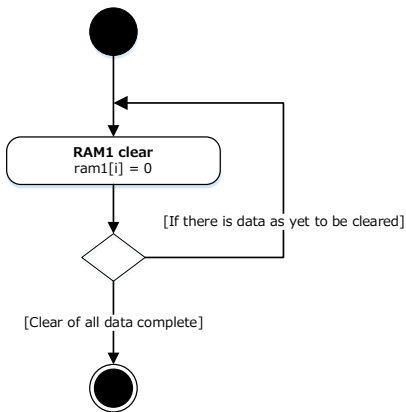 RAM1 clear
ram1[i] = 0
[If there is data as yet to be cleared]
[Clear of all data complete]